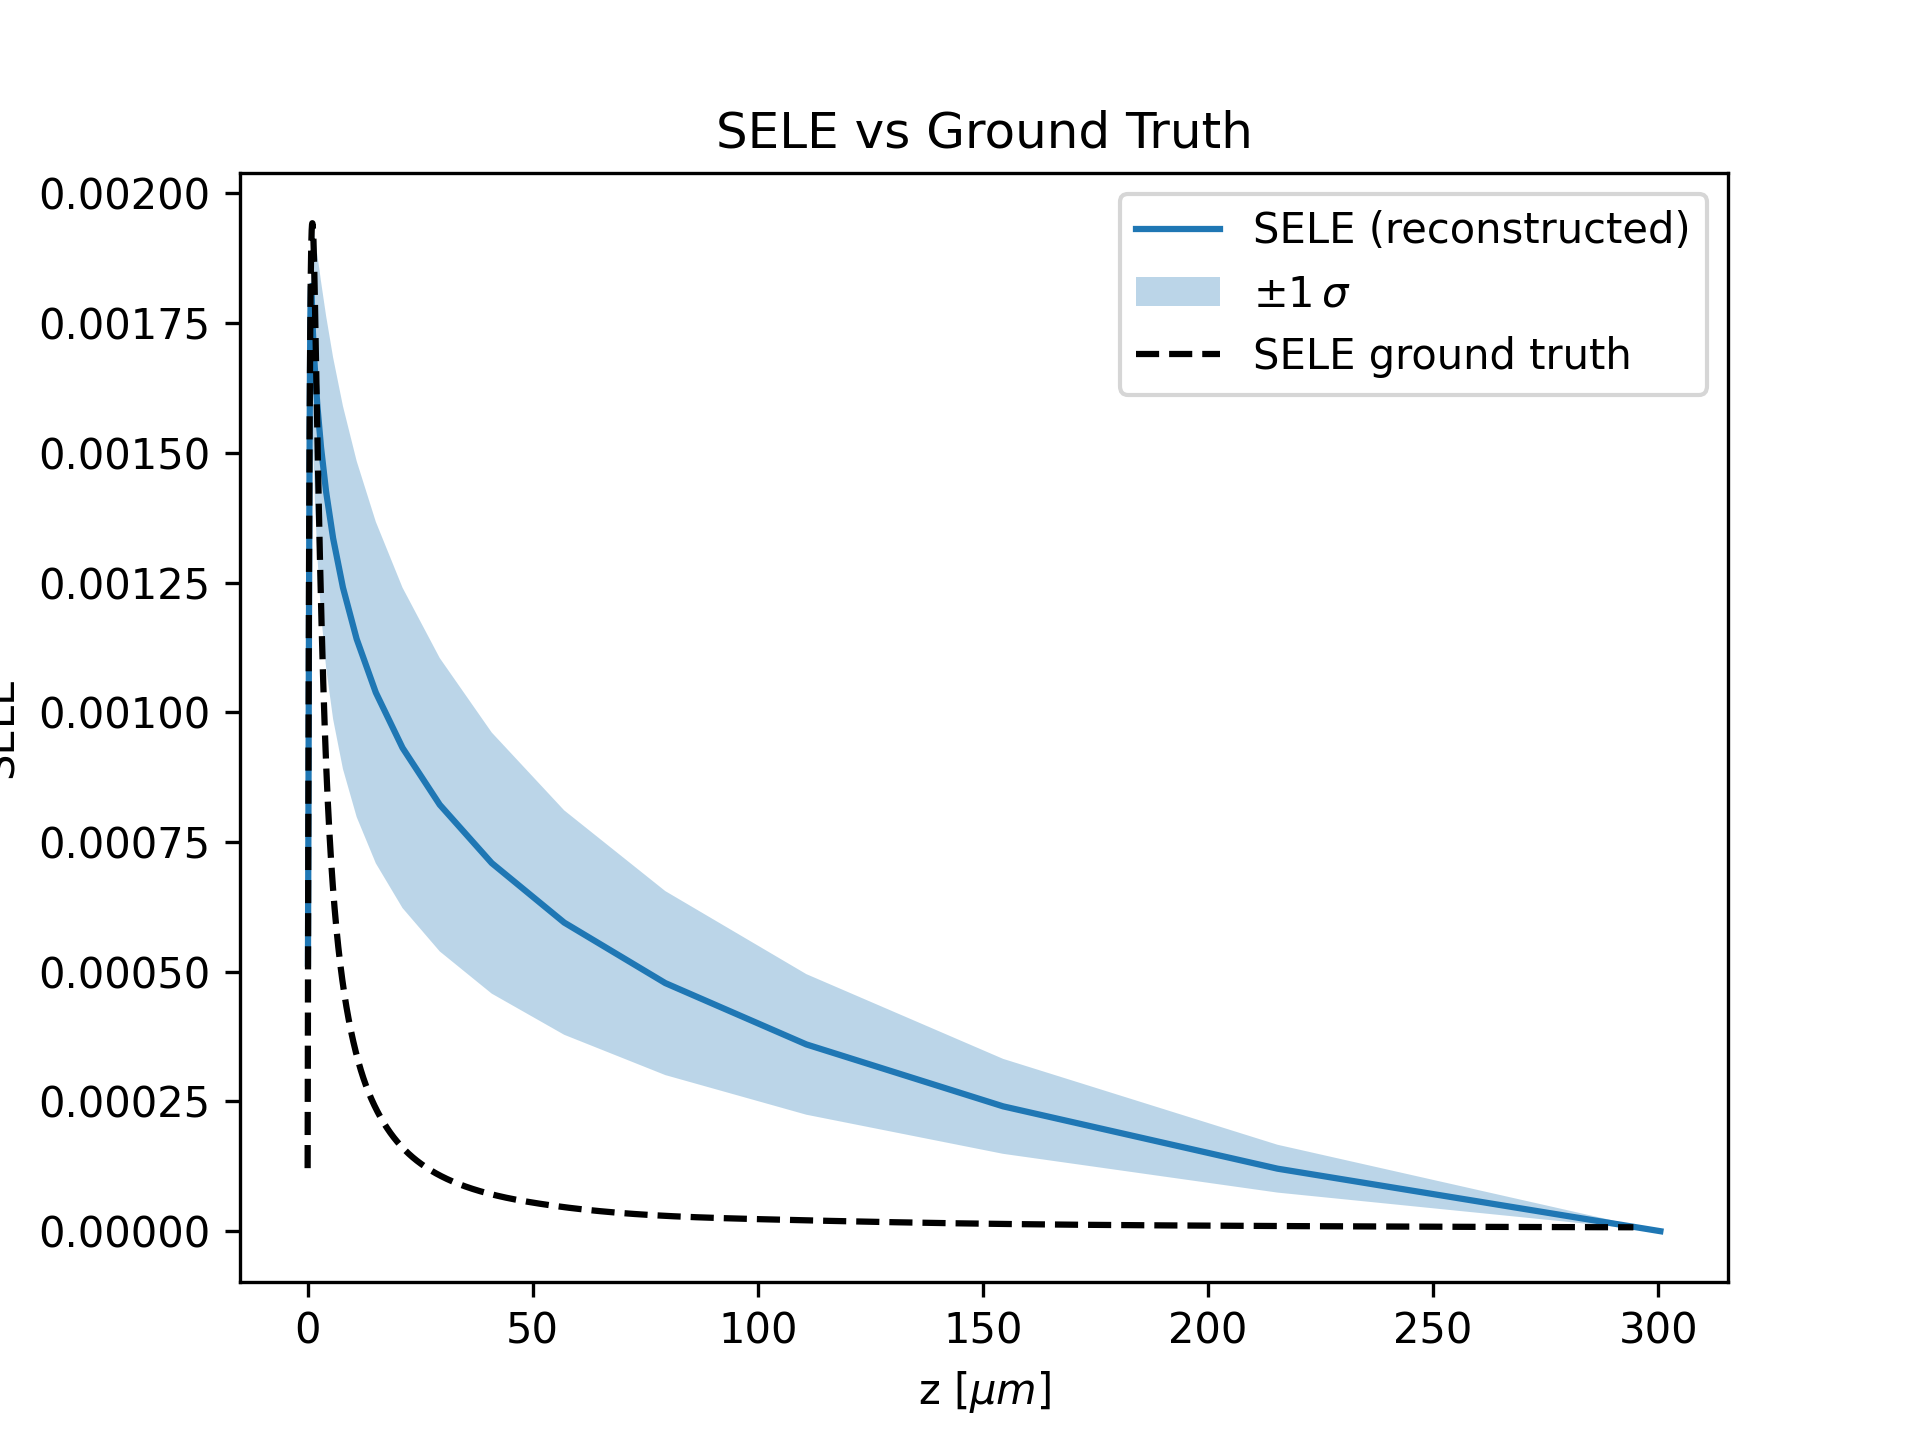 SELE vs Ground Truth
SELE (reconstructed)
±1 σ
SELE ground truth
0.00200
0.00175
0.00150
0.00125
0.00100
0.00075
0.00050
0.00025
0.00000
SELE
0
50
100
150
200
250
300
z [μm]